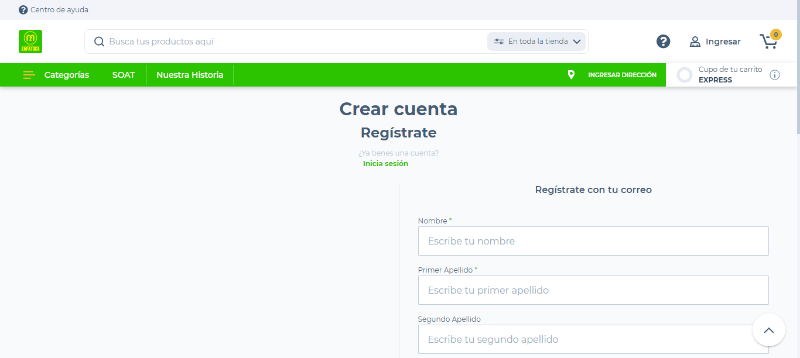 Centro de ayuda
Busca tus productos aquí
En toda la tienda
Ingresar
0
Categorías
SOAT
Nuestra Historia
INGRESAR DIRECCIÓN
Cupo de tu carrito
EXPRESS
Crear cuenta
Regístrate
¿Ya tienes una cuenta?
Inicia sesión
Regístrate con tu correo
Nombre *
Escribe tu nombre
Primer Apellido *
Escribe tu primer apellido
Segundo Apellido
Escribe tu segundo apellido